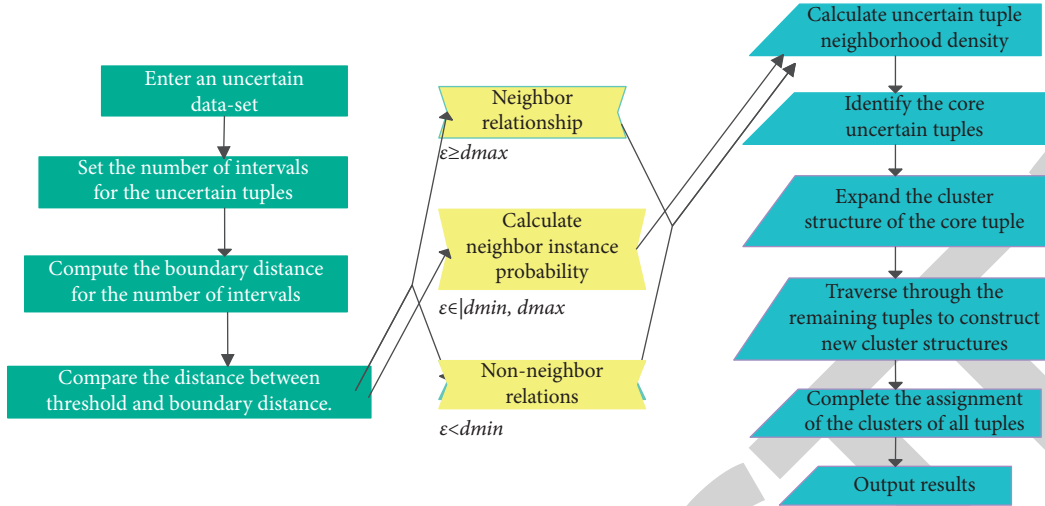 Enter an uncertain
data-set
Set the number of intervals
for the uncertain tuples
Compute the boundary distance
for the number of intervals
Compare the distance between
threshold and boundary distance.
Neighbor
relationship
ε≥dmax
Calculate
neighbor instance
probability
ε∈|dmin, dmax
Non-neighbor
relations
ε<dmin
Calculate uncertain tuple
neighborhood density
Identify the core
uncertain tuples
Expand the cluster
structure of the core tuple
Traverse through the
remaining tuples to construct
new cluster structures
Complete the assignment
of the clusters of all tuples
Output results